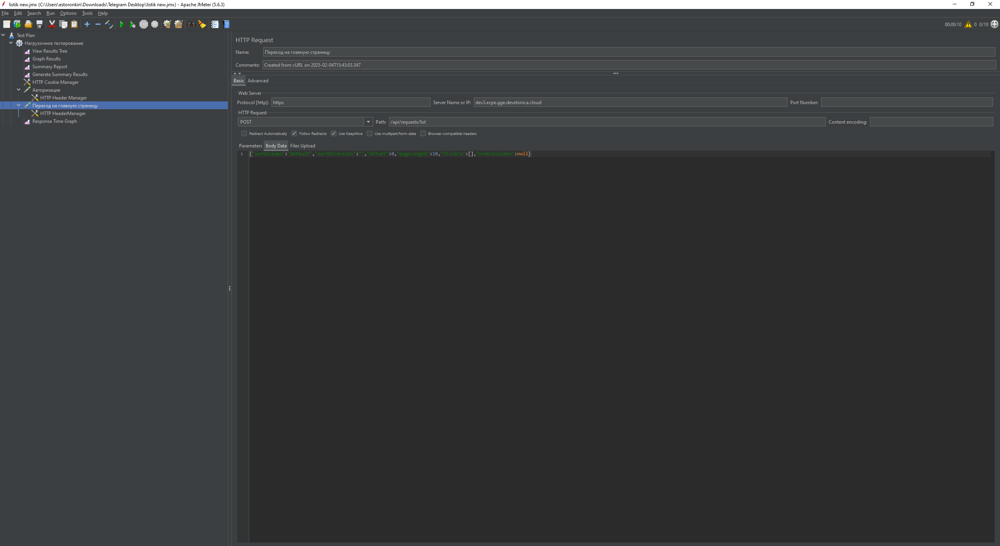 listik new.jmx (C:\Users\estoronkin\Downloads\Telegram Desktop\listik new.jmx) - Apache JMeter (5.6.3)
File Edit Search Run Options Tools Help
00:00:10 0 0/10
Test Plan
Нагрузочное тестирование
View Results Tree
Graph Results
Summary Report
Generate Summary Results
HTTP Cookie Manager
Авторизация
HTTP Header Manager
Переход на главную страницу
HTTP HeaderManager
Response Time Graph
HTTP Request
Name: Переход на главную страницу
Comments: Created from cURL on 2025-02-04T15:43:03.347
Basic Advanced
Web Server
Protocol [http]: https Server Name or IP: dev3.ecpe.gge.develonica.cloud Port Number:
HTTP Request
POST Path: /api/requests/list Content encoding:
Redirect Automatically Follow Redirects Use KeepAlive Use multipart/form-data Browser-compatible headers
Parameters Body Data Files Upload
1 {"sortColumn":"default","sortDirection":"","offset":0,"pageLength":10,"filters":[],"orderColumns":null}